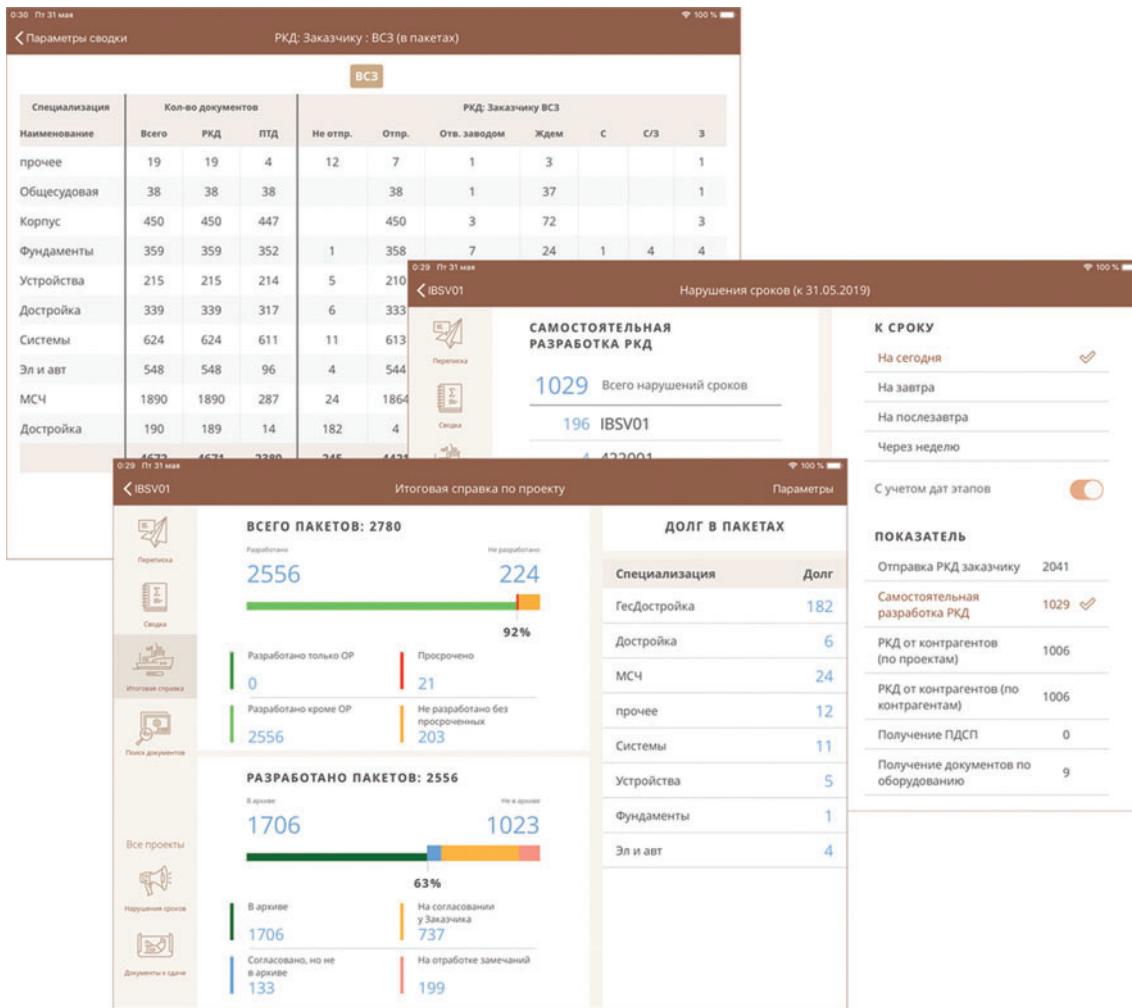 0:30 Пт 31 мая 100 %
Параметры сводки РКД: Заказчику : ВСЗ (в пакетах)
ВСЗ
Специализация Кол-во документов РКД: Заказчику ВСЗ
Наименование Всего РКД ПТД Не отпр. Отпр. Отв. заводом Ждем С С/З З
прочее 19 19 4 12 7 1 3 1
Общесудовая 38 38 38 38 1 37 1
Корпус 450 450 447 450 3 72 3
Фундаменты 359 359 352 1 358 7 24 1 4 4
Устройства 215 215 214 5 210
Достройка 339 339 317 6 333
Системы 624 624 611 11 613
Эл и авт 548 548 96 4 544
МСЧ 1890 1890 287 24 1864
Достройка 190 189 14 182 4
4672 4671 2380 245 4421
0:29 Пт 31 мая 100 %
IBSV01 Нарушения сроков (к 31.05.2019)
Переписка
Сводка
САМОСТОЯТЕЛЬНАЯ
РАЗРАБОТКА РКД
1029 Всего нарушений сроков
196 IBSV01
4 422001
К СРОКУ
На сегодня
На завтра
На послезавтра
Через неделю
С учетом дат этапов
ПОКАЗАТЕЛЬ
Отправка РКД заказчику 2041
Самостоятельная
разработка РКД 1029
РКД от контрагентов
(по проектам) 1006
РКД от контрагентов (по
контрагентам) 1006
Получение ПДСП 0
Получение документов по
оборудованию 9
0:29 Пт 31 мая 100 %
IBSV01 Итоговая справка по проекту Параметры
Переписка
Сводка
Итоговая справка
Поиск документов
Все проекты
Нарушения сроков
Документы к сдаче
ВСЕГО ПАКЕТОВ: 2780
Разработано Не разработано
2556 224
92%
Разработано только ОР Просрочено
0 21
Разработано кроме ОР Не разработано без
просроченных
2556 203
РАЗРАБОТАНО ПАКЕТОВ: 2556
В архиве Не в архиве
1706 1023
63%
В архиве На согласовании
у Заказчика
1706 737
Согласовано, но не На отработке замечаний
в архиве
133 199
ДОЛГ В ПАКЕТАХ
Специализация Долг
ГесДостройка 182
Достройка 6
МСЧ 24
прочее 12
Системы 11
Устройства 5
Фундаменты 1
Эл и авт 4